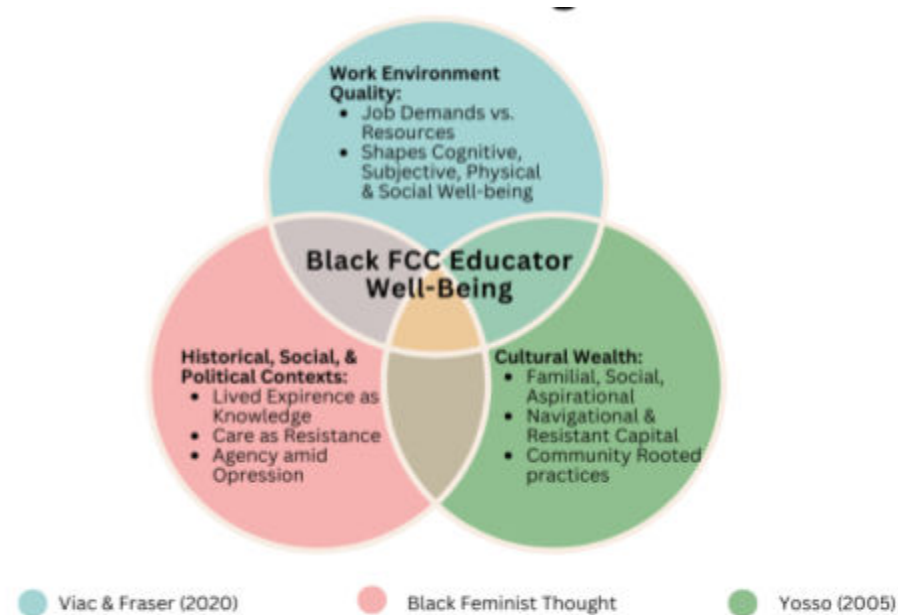 Work Environment
Quality:
• Job Demands vs.
Resources
• Shapes Cognitive,
Subjective, Physical
& Social Well-being
Black FCC Educator
Well-Being
Historical, Social, &
Political Contexts:
• Lived Expirence as
Knowledge
• Care as Resistance
• Agency amid
Opression
Cultural Wealth:
• Familial, Social,
Aspirational
• Navigational &
Resistant Capital
• Community Rooted
practices
Viac & Fraser (2020)
Black Feminist Thought
Yosso (2005)